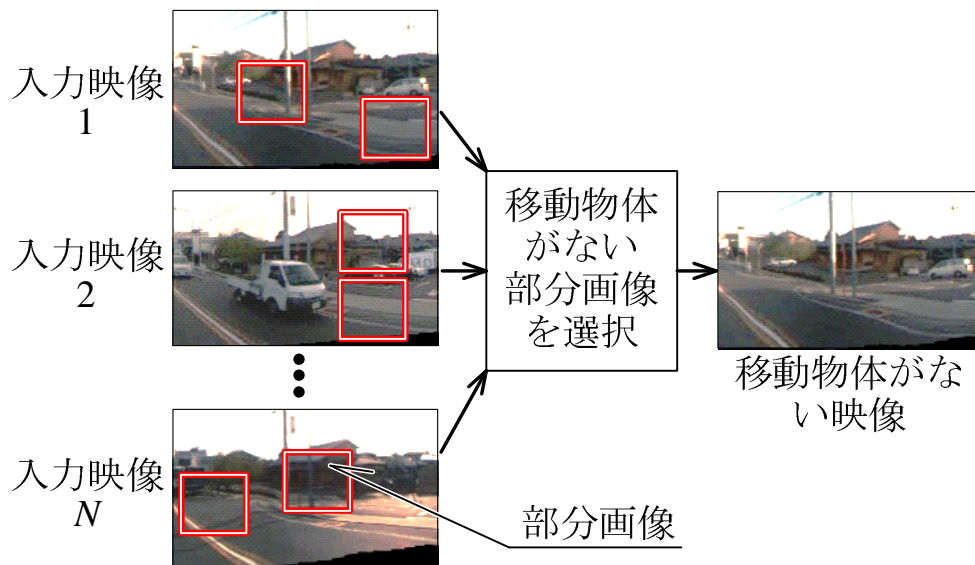 入力映像
1
入力映像
2
入力映像
N
部分画像
移動物体
がない
部分画像
を選択
移動物体がな
い映像